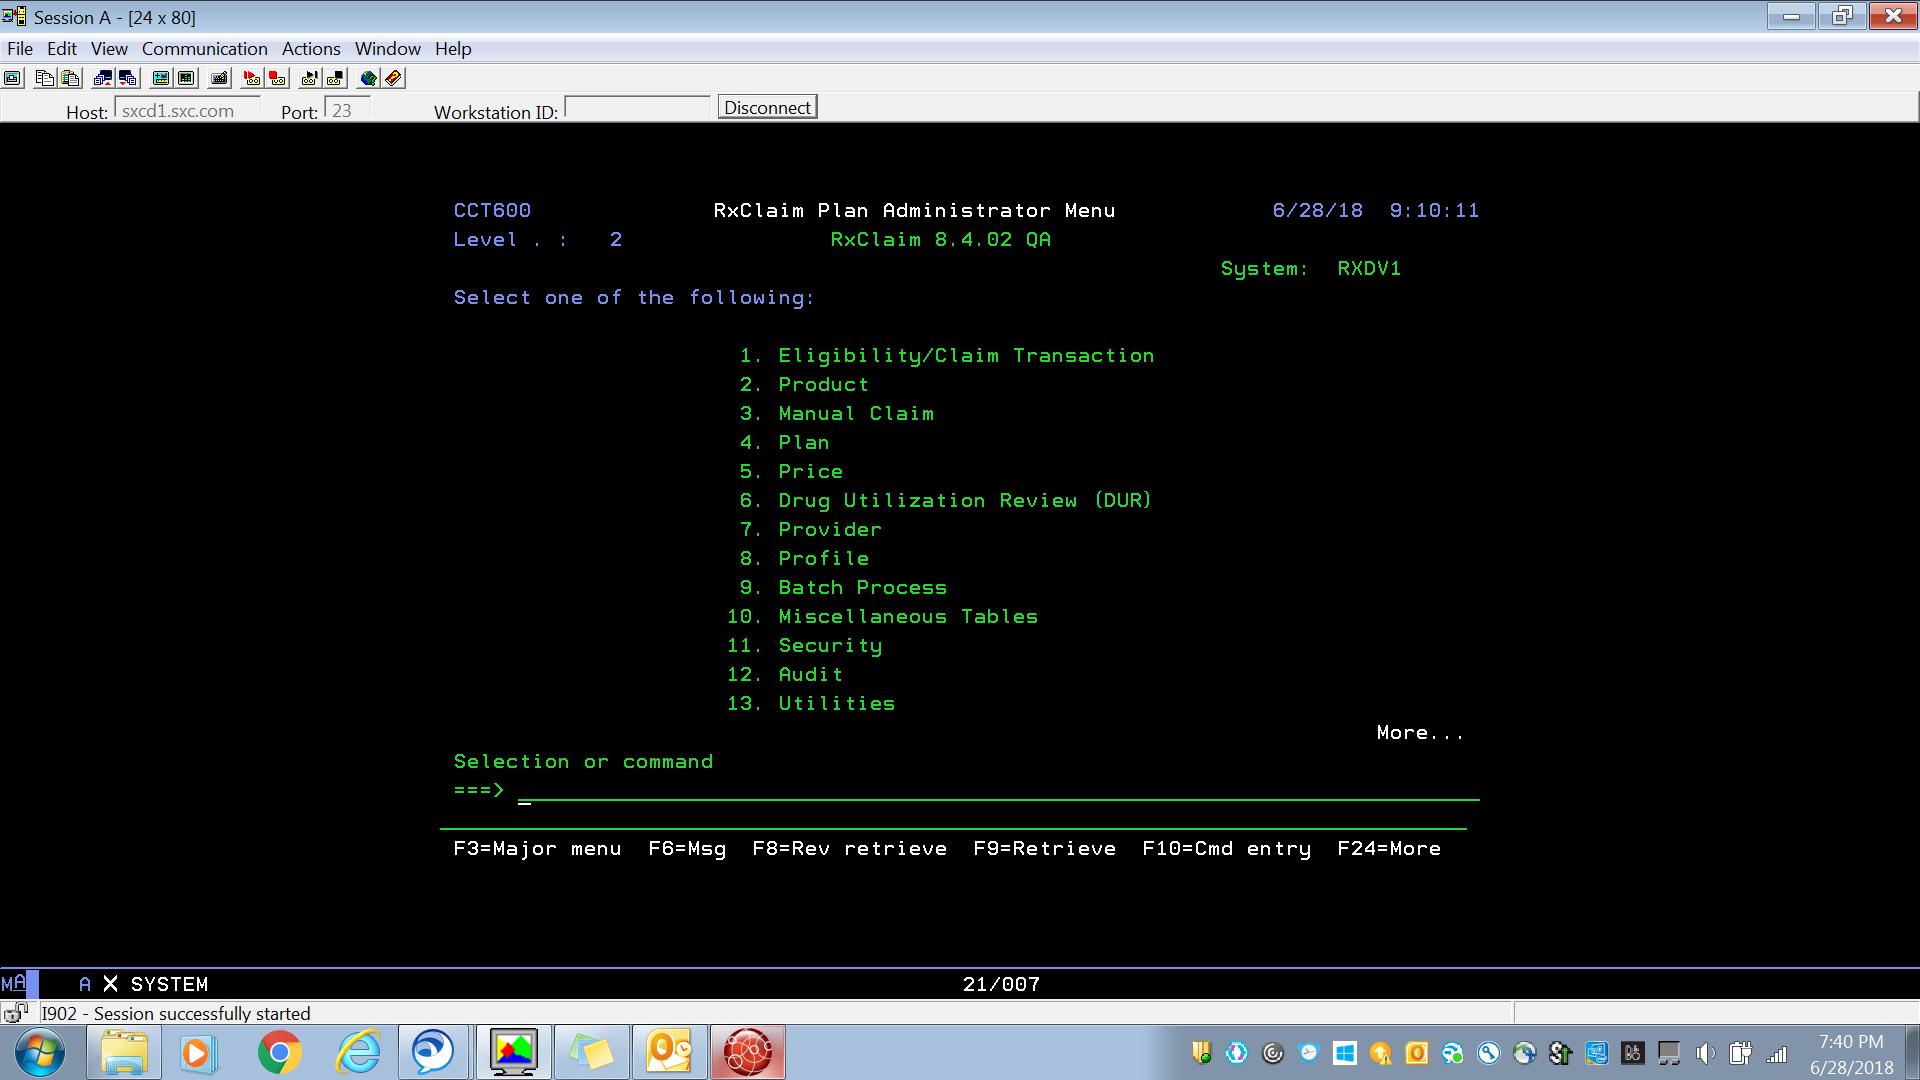 Session A - [24 x 80]
File Edit View Communication Actions Window Help
Host: sxcd1.sxc.com Port: 23 Workstation ID: Disconnect
CCT600 RxClaim Plan Administrator Menu 6/28/18 9:10:11
Level . : 2 RxClaim 8.4.02 QA
System: RXDV1
Select one of the following:
1. Eligibility/Claim Transaction
2. Product
3. Manual Claim
4. Plan
5. Price
6. Drug Utilization Review (DUR)
7. Provider
8. Profile
9. Batch Process
10. Miscellaneous Tables
11. Security
12. Audit
13. Utilities
More...
Selection or command
===>
F3=Major menu F6=Msg F8=Rev retrieve F9=Retrieve F10=Cmd entry F24=More
MA A X SYSTEM 21/007
I902 - Session successfully started
7:40 PM
6/28/2018